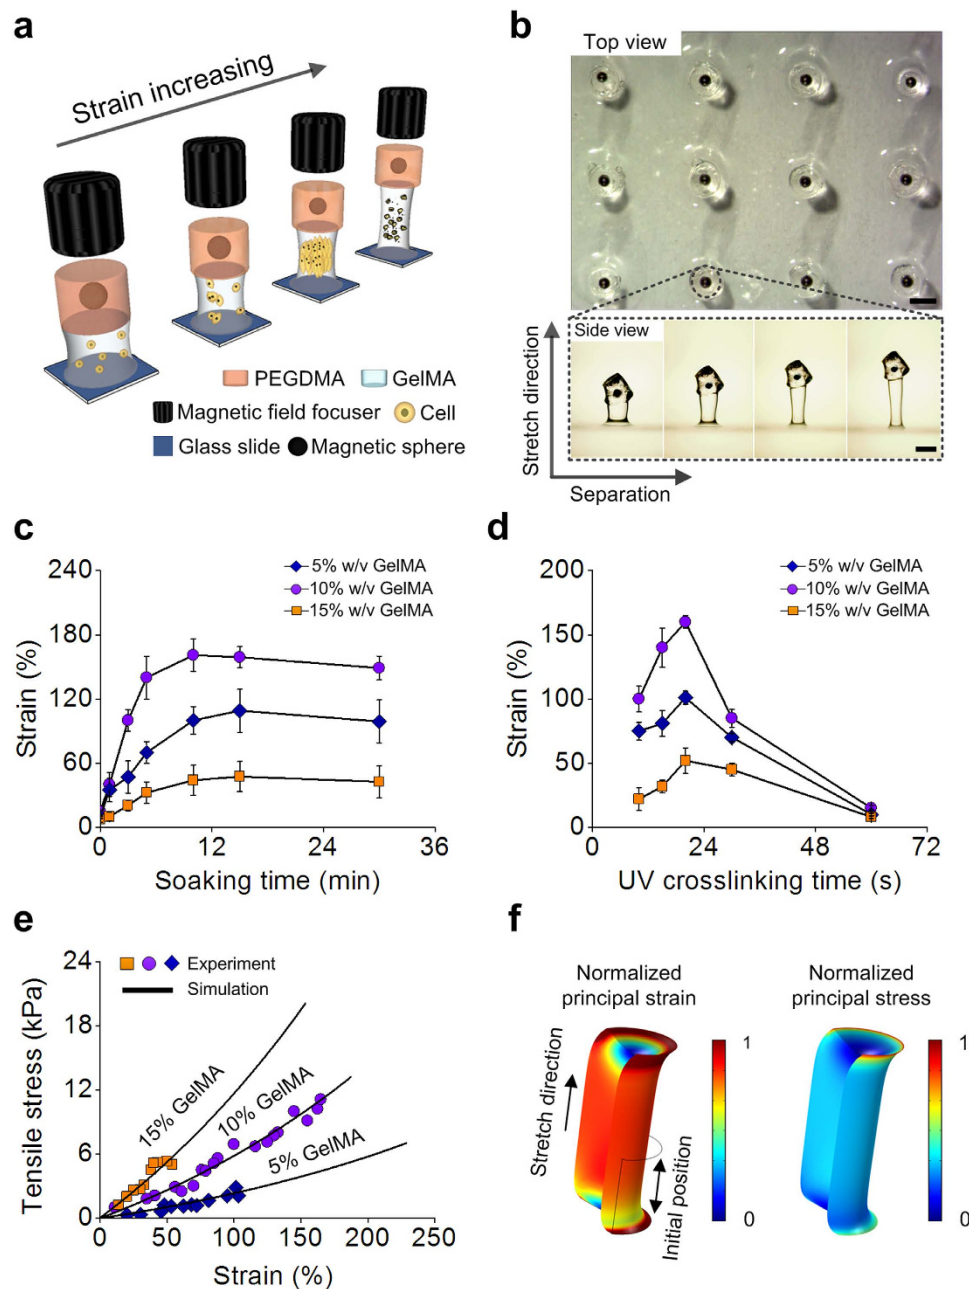 a
Strain increasing
PEGDMA
GelMA
Magnetic field focuser
Cell
Glass slide
Magnetic sphere
b
Top view
Side view
Stretch direction
Separation
c
240
180
120
60
0
Strain (%)
5% w/v GelMA
10% w/v GelMA
15% w/v GelMA
0
12
24
36
Soaking time (min)
d
200
150
100
50
0
Strain (%)
5% w/v GelMA
10% w/v GelMA
15% w/v GelMA
0
24
48
72
UV crosslinking time (s)
e
24
18
12
6
0
Tensile stress (kPa)
Experiment
Simulation
15% GelMA
10% GelMA
5% GelMA
0
50
100
150
200
250
Strain (%)
f
Normalized
principal strain
Stretch direction
Initial position
1
0
Normalized
principal stress
1
0